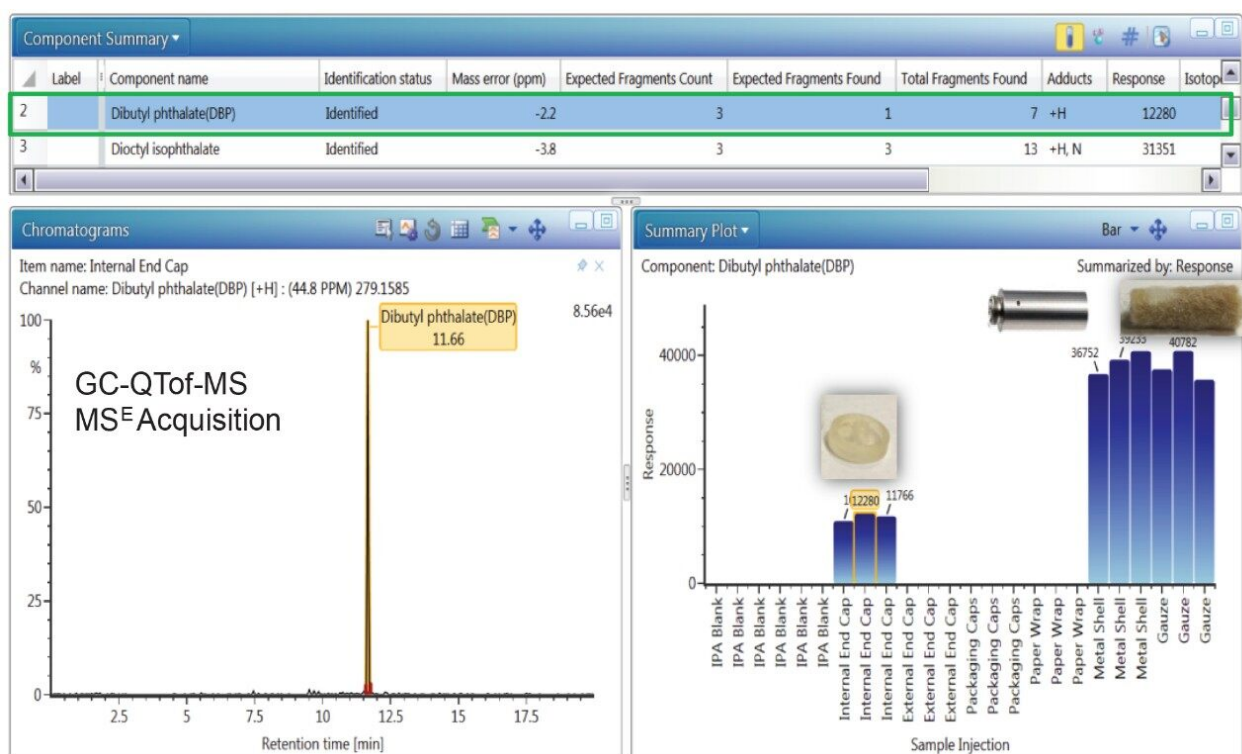 Component Summary
Label Component name Identification status Mass error (ppm) Expected Fragments Count Expected Fragments Found Total Fragments Found Adducts Response
2 Dibutyl phthalate(DBP) Identified -2.2 3 1 7 +H 12280
3 Dioctyl isophthalate Identified -3.8 3 3 13 +H, N 31351
Chromatograms
Item name: Internal End Cap
Channel name: Dibutyl phthalate(DBP) [+H] : (44.8 PPM) 279.1585
8.56e4
Dibutyl phthalate(DBP)
11.66
GC-QTof-MS
MSᴱ Acquisition
100
%
75
50
25
0
2.5 5 7.5 10 12.5 15 17.5
Retention time [min]
Summary Plot
Bar
Component: Dibutyl phthalate(DBP) Summarized by: Response
40000
20000
0
Response
12280 11766
36752 40782
IPA Blank
IPA Blank
IPA Blank
IPA Blank
IPA Blank
IPA Blank
Internal End Cap
Internal End Cap
Internal End Cap
External End Cap
External End Cap
External End Cap
Packaging Caps
Packaging Caps
Packaging Caps
Paper Wrap
Paper Wrap
Paper Wrap
Metal Shell
Metal Shell
Metal Shell
Gauze
Gauze
Gauze
Sample Injection